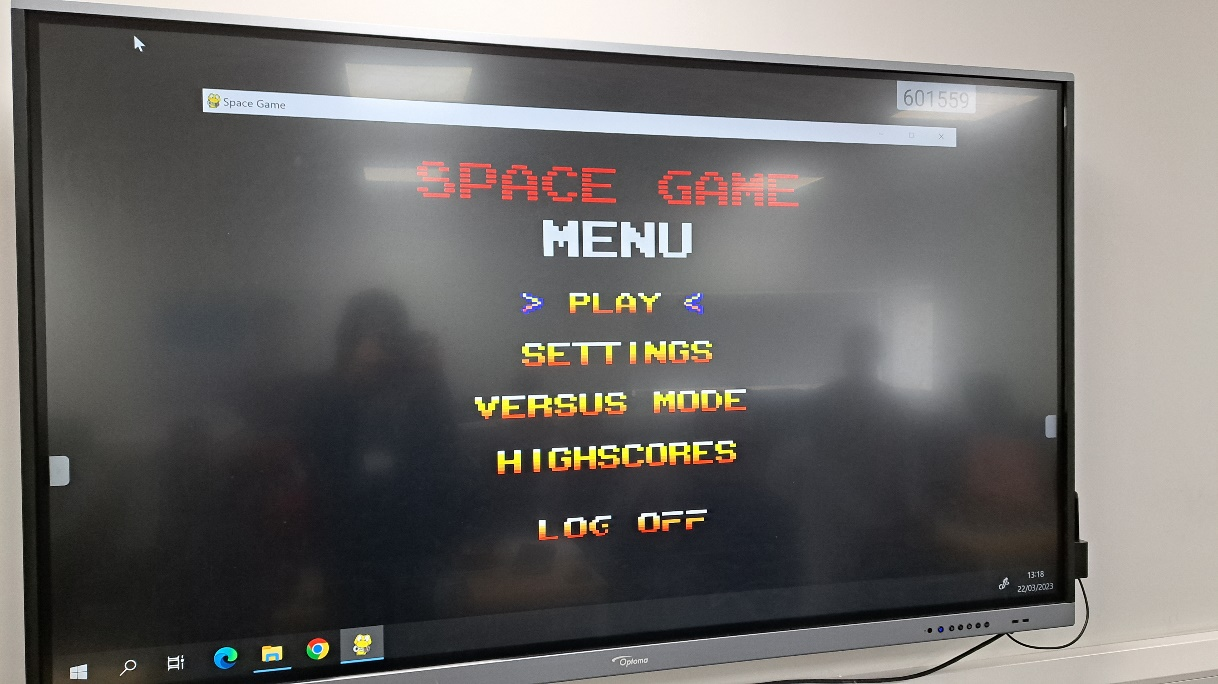 601559
Space Game
SPACE GAME
MENU
> PLAY <
SETTINGS
VERSUS MODE
HIGHSCORES
LOG OFF
13:18
22/03/2023
Optoma